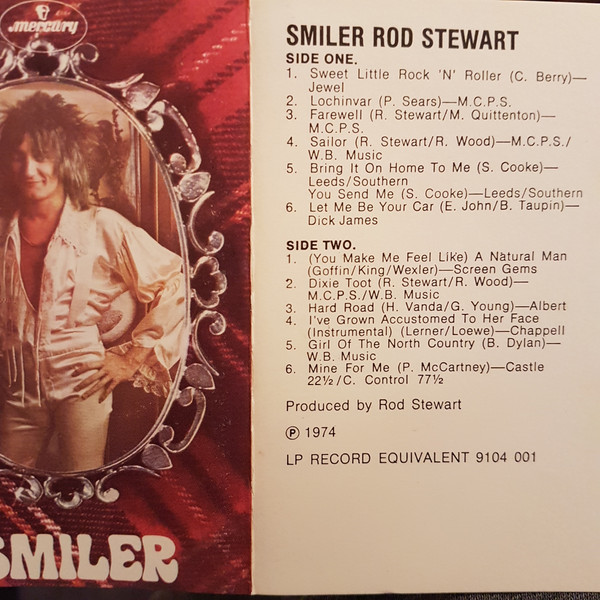 mercury
SMILER
SMILER ROD STEWART
SIDE ONE.
1. Sweet Little Rock 'N' Roller (C. Berry)—
Jewel
2. Lochinvar (P. Sears)—M.C.P.S.
3. Farewell (R. Stewart/M. Quittenton)—
M.C.P.S.
4. Sailor (R. Stewart/R. Wood)—M.C.P.S./
W.B. Music
5. Bring It On Home To Me (S. Cooke)—
Leeds/Southern
You Send Me (S. Cooke)—Leeds/Southern
6. Let Me Be Your Car (E. John/B. Taupin)—
Dick James
SIDE TWO.
1. (You Make Me Feel Like) A Natural Man
(Goffin/King/Wexler)—Screen Gems
2. Dixie Toot (R. Stewart/R. Wood)—
M.C.P.S./W.B. Music
3. Hard Road (H. Vanda/G. Young)—Albert
4. I've Grown Accustomed To Her Face
(Instrumental) (Lerner/Loewe)—Chappell
5. Girl Of The North Country (B. Dylan)—
W.B. Music
6. Mine For Me (P. McCartney)—Castle
22½/C. Control 77½
Produced by Rod Stewart
℗ 1974
LP RECORD EQUIVALENT 9104 001